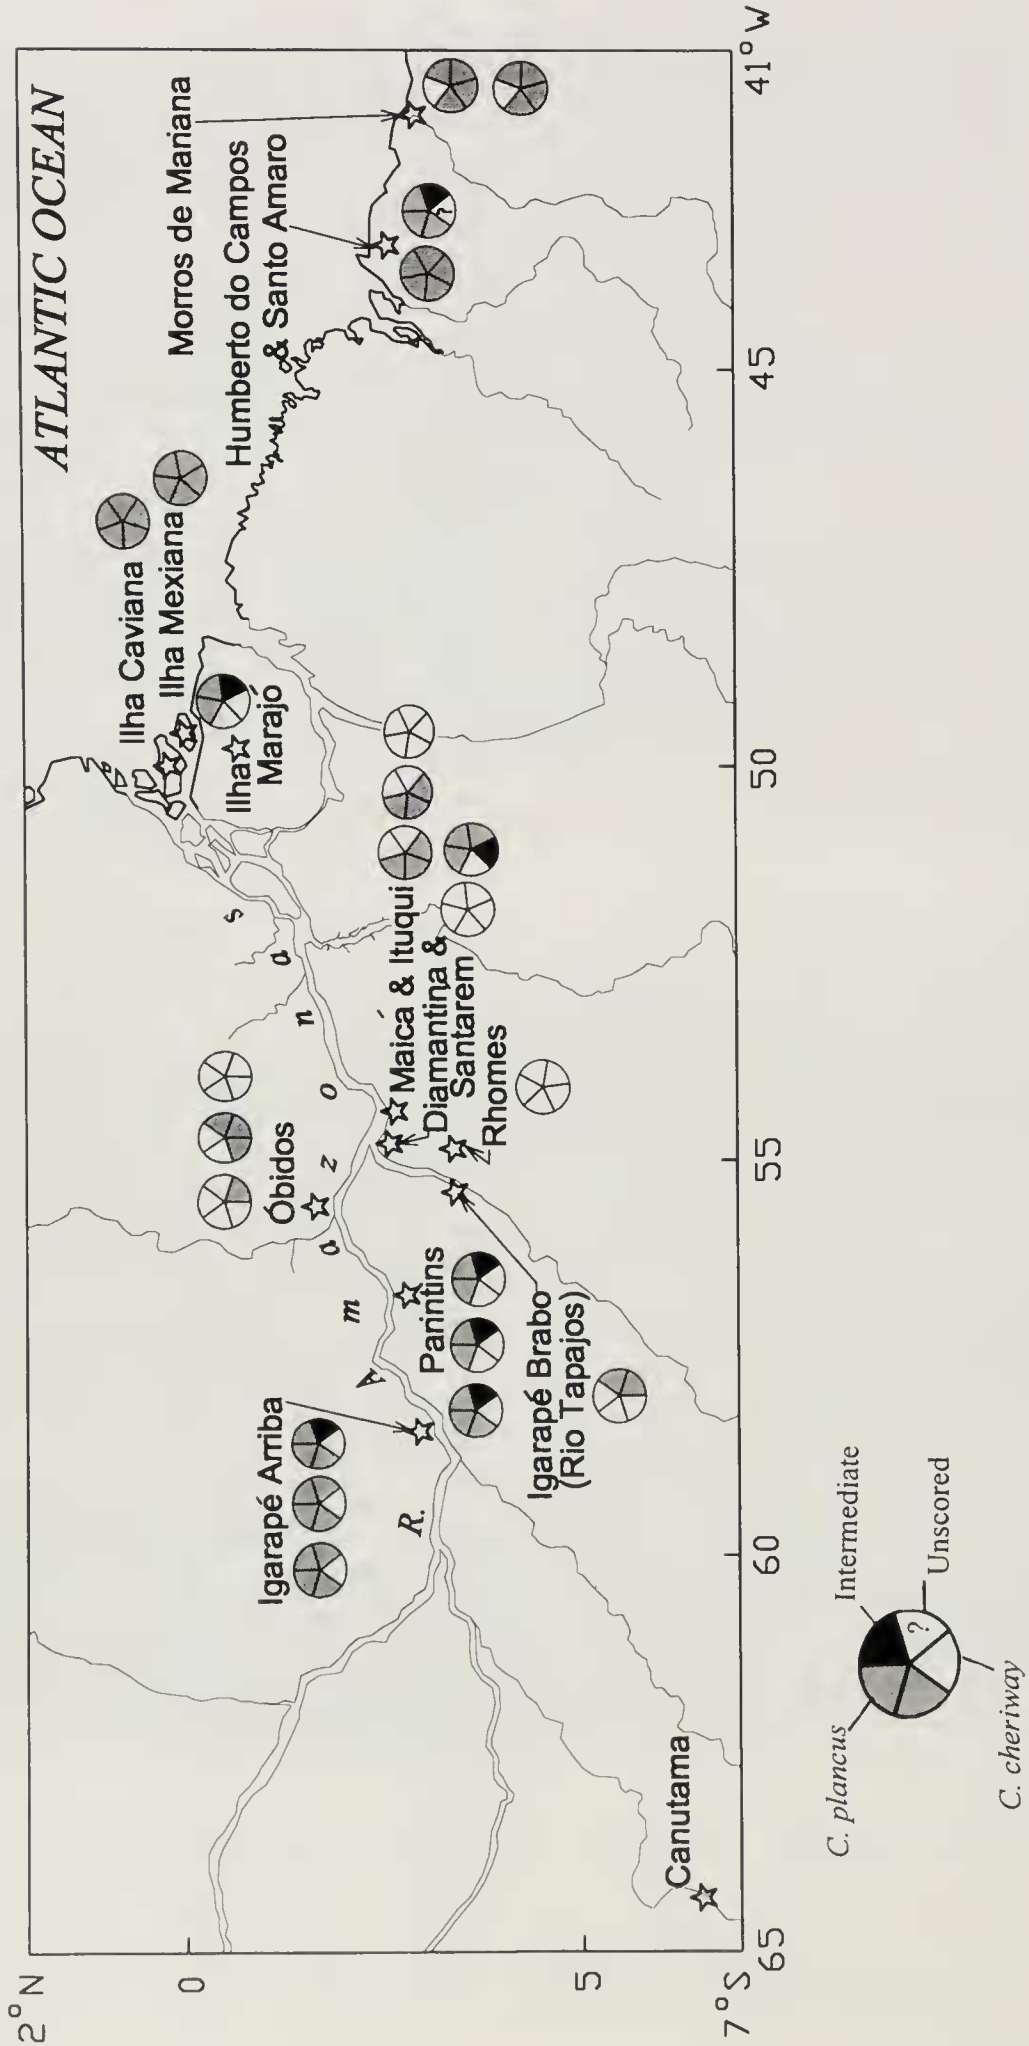 2°N
0
5
7°S
65
60
55
50
45
41°W
ATLANTIC OCEAN
Morros de Mariana
Humberto do Campos
& Santo Amaro
?
Ilha Caviana
Ilha Mexiana
Ilha
Marajó
Maicá & Ituqui
Diamantina &
Santarem
Rhomes
Óbidos
Parintins
Igarapé Brabo
(Rio Tapajos)
Igarapé Arriba
R. A m a z o n a s
Canutama
C. plancus
Intermediate
?
Unscored
C. cheriway